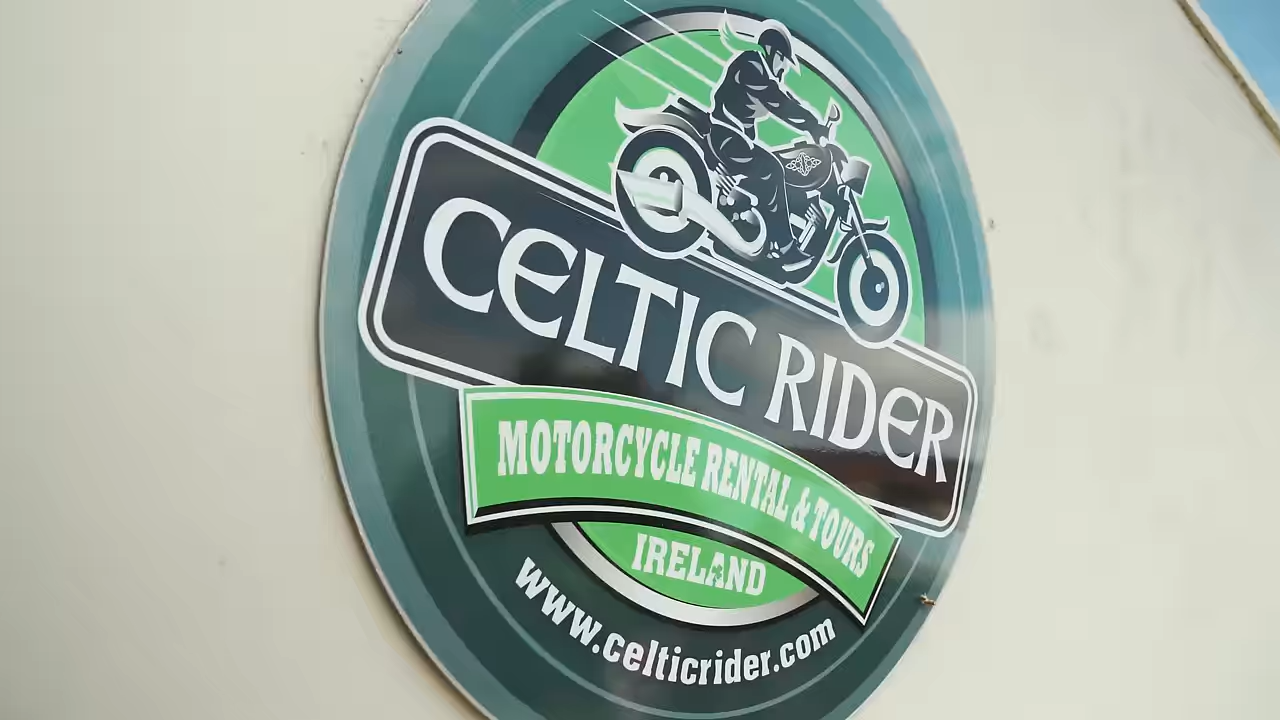 CELTIC RIDER
MOTORCYCLE RENTAL & TOURS
IRELAND
www.celticrider.com